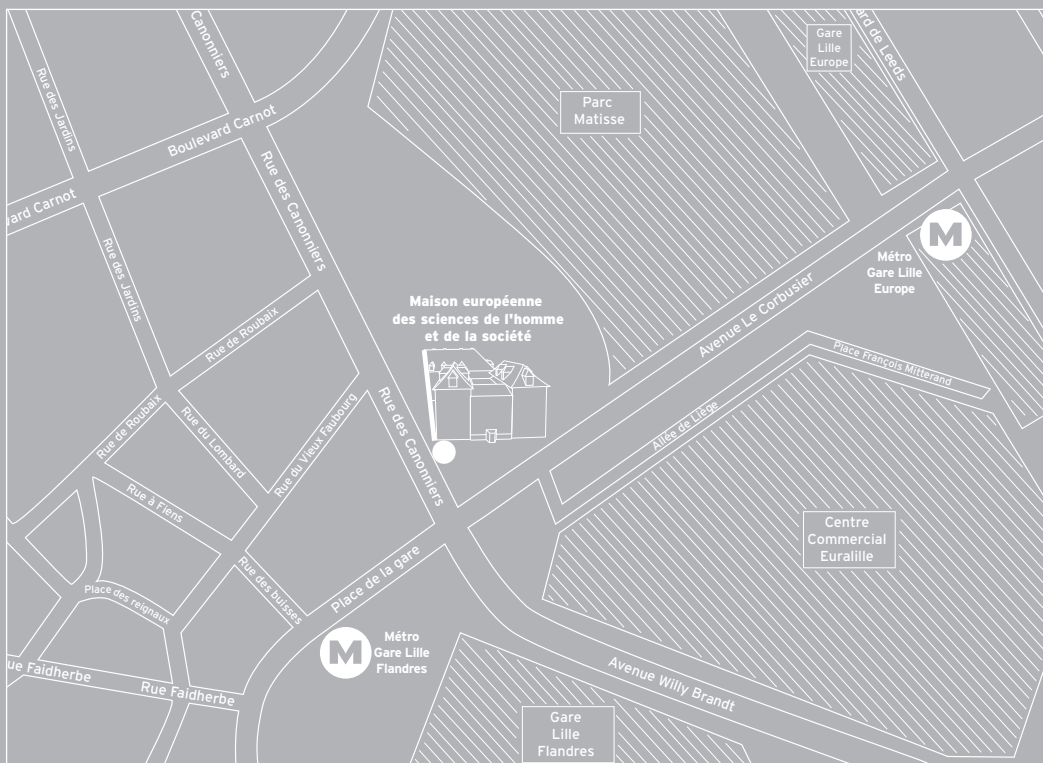 Canonniers
Gare
Lille
Europe
ard de Leeds
Rue des Jardins
Parc
Matisse
Boulevard Carnot
Rue des Canonniers
vard Carnot
Rue des Jardins
Métro
Gare Lille
Europe
Maison européenne
des sciences de l'homme
et de la société
Avenue Le Corbusier
Rue de Roubaix
Place François Mitterand
Rue de Roubaix
Rue du Lombard
Rue du Vieux Faubourg
Rue des Canonniers
Allée de Liège
Rue à Fiens
Centre
Commercial
Euralille
Place de la gare
Rue des buisses
Place des reignaux
Métro
Gare Lille
Flandres
ue Faidherbe
Rue Faidherbe
Avenue Willy Brandt
Gare
Lille
Flandres
M
M